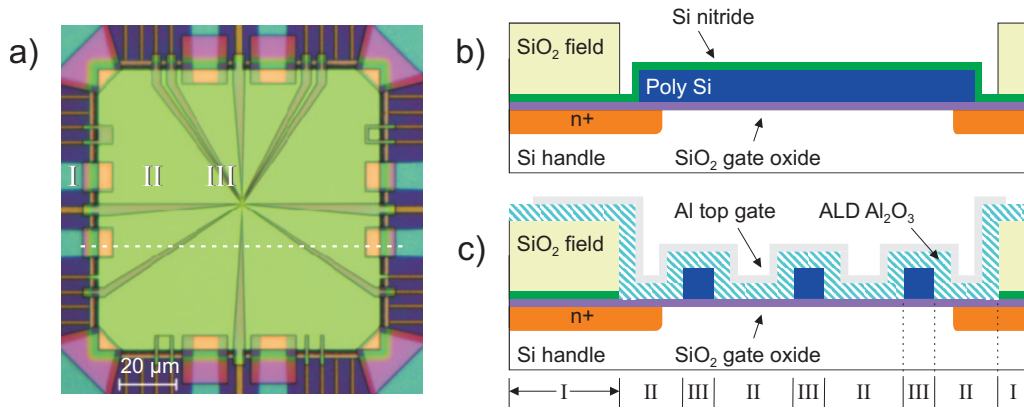 a)
I II III
20 µm
b)
Si nitride
SiO₂ field
Poly Si
n+
Si handle
SiO₂ gate oxide
c)
Al top gate
ALD Al₂O₃
SiO₂ field
n+
Si handle
SiO₂ gate oxide
I II III II III II III II I